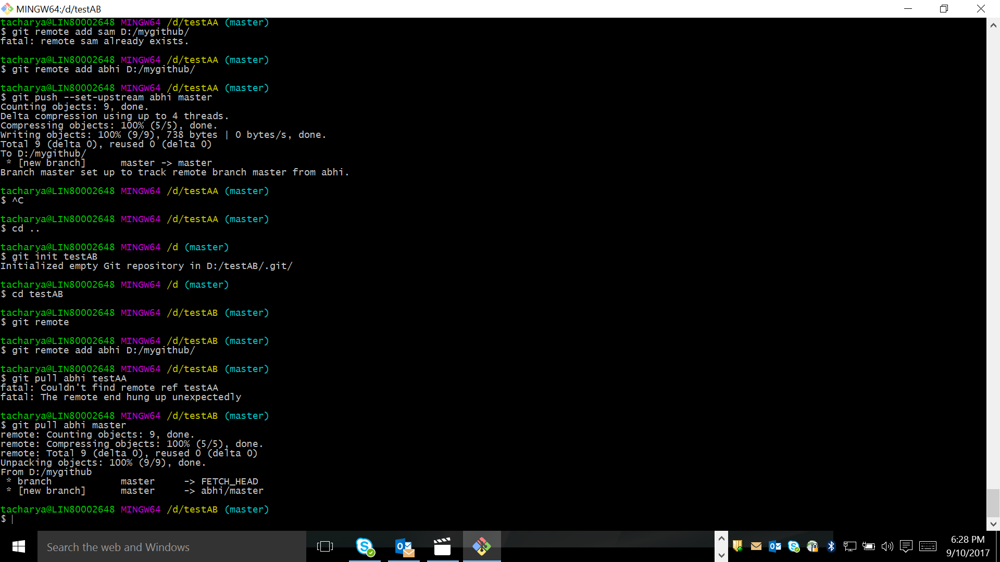 MINGW64:/d/testAB
tacharya@LIN80002648 MINGW64 /d/testAA (master)
$ git remote add sam D:/mygithub/
fatal: remote sam already exists.
tacharya@LIN80002648 MINGW64 /d/testAA (master)
$ git remote add abhi D:/mygithub/
tacharya@LIN80002648 MINGW64 /d/testAA (master)
$ git push --set-upstream abhi master
Counting objects: 9, done.
Delta compression using up to 4 threads.
Compressing objects: 100% (5/5), done.
Writing objects: 100% (9/9), 738 bytes | 0 bytes/s, done.
Total 9 (delta 0), reused 0 (delta 0)
To D:/mygithub/
 * [new branch]      master -> master
Branch master set up to track remote branch master from abhi.
tacharya@LIN80002648 MINGW64 /d/testAA (master)
$ ^C
tacharya@LIN80002648 MINGW64 /d/testAA (master)
$ cd ..
tacharya@LIN80002648 MINGW64 /d (master)
$ git init testAB
Initialized empty Git repository in D:/testAB/.git/
tacharya@LIN80002648 MINGW64 /d (master)
$ cd testAB
tacharya@LIN80002648 MINGW64 /d/testAB (master)
$ git remote
tacharya@LIN80002648 MINGW64 /d/testAB (master)
$ git remote add abhi D:/mygithub/
tacharya@LIN80002648 MINGW64 /d/testAB (master)
$ git pull abhi testAA
fatal: Couldn't find remote ref testAA
fatal: The remote end hung up unexpectedly
tacharya@LIN80002648 MINGW64 /d/testAB (master)
$ git pull abhi master
remote: Counting objects: 9, done.
remote: Compressing objects: 100% (5/5), done.
remote: Total 9 (delta 0), reused 0 (delta 0)
Unpacking objects: 100% (9/9), done.
From D:/mygithub
 * branch            master     -> FETCH_HEAD
 * [new branch]      master     -> abhi/master
tacharya@LIN80002648 MINGW64 /d/testAB (master)
$
Search the web and Windows
6:28 PM
9/10/2017